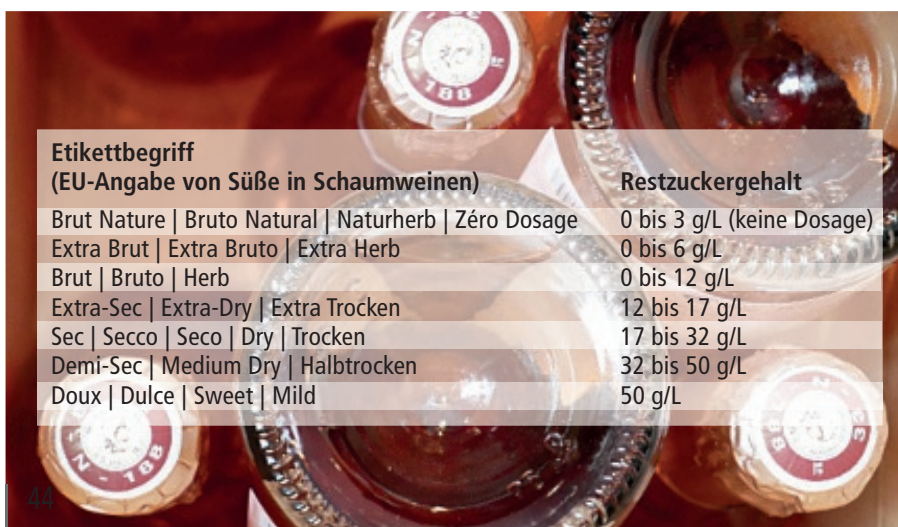 Etikettbegriff
(EU-Angabe von Süße in Schaumweinen) Restzuckergehalt
Brut Nature | Bruto Natural | Naturherb | Zéro Dosage 0 bis 3 g/L (keine Dosage)
Extra Brut | Extra Bruto | Extra Herb 0 bis 6 g/L
Brut | Bruto | Herb 0 bis 12 g/L
Extra-Sec | Extra-Dry | Extra Trocken 12 bis 17 g/L
Sec | Secco | Seco | Dry | Trocken 17 bis 32 g/L
Demi-Sec | Medium Dry | Halbtrocken 32 bis 50 g/L
Doux | Dulce | Sweet | Mild 50 g/L
44